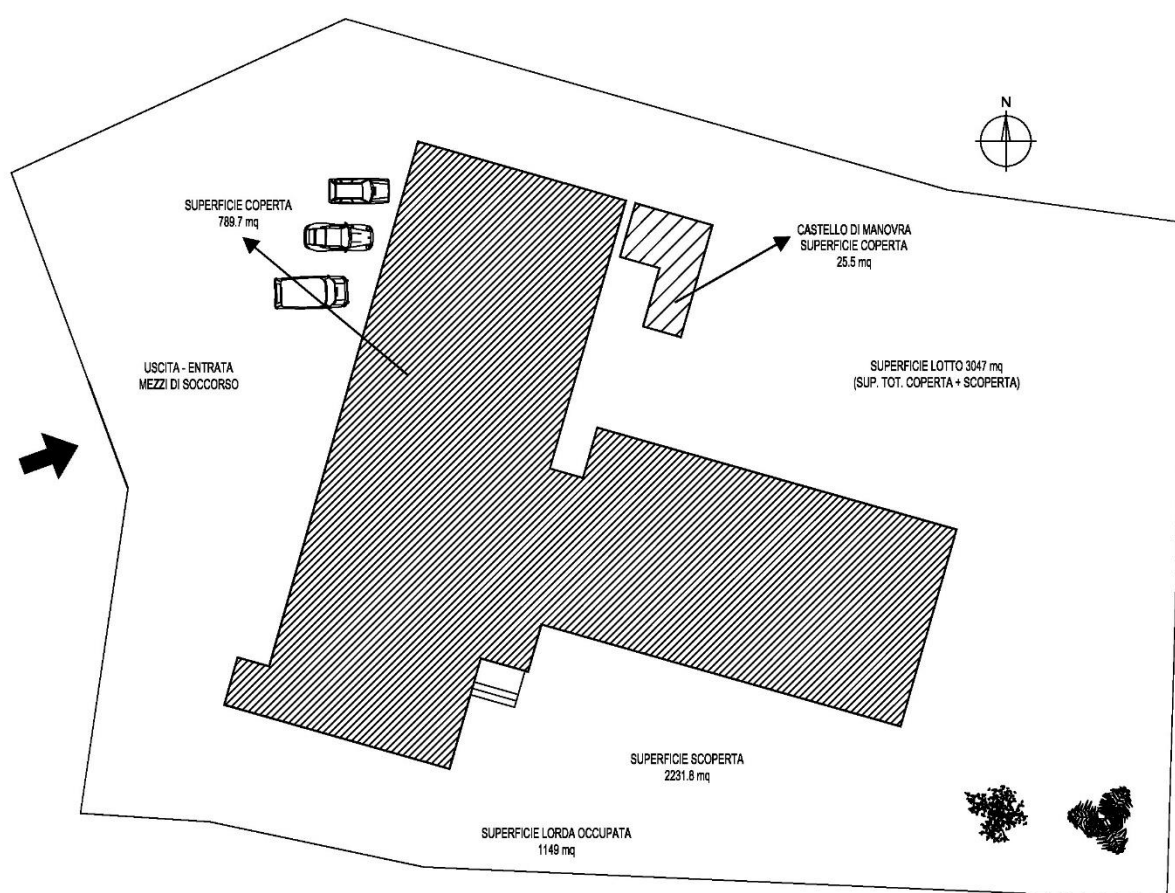 N
SUPERFICIE COPERTA
789.7 mq
CASTELLO DI MANOVRA
SUPERFICIE COPERTA
25.5 mq
USCITA - ENTRATA
MEZZI DI SOCCORSO
SUPERFICIE LOTTO 3047 mq
(SUP. TOT. COPERTA + SCOPERTA)
SUPERFICIE SCOPERTA
2231.8 mq
SUPERFICIE LORDA OCCUPATA
1149 mq